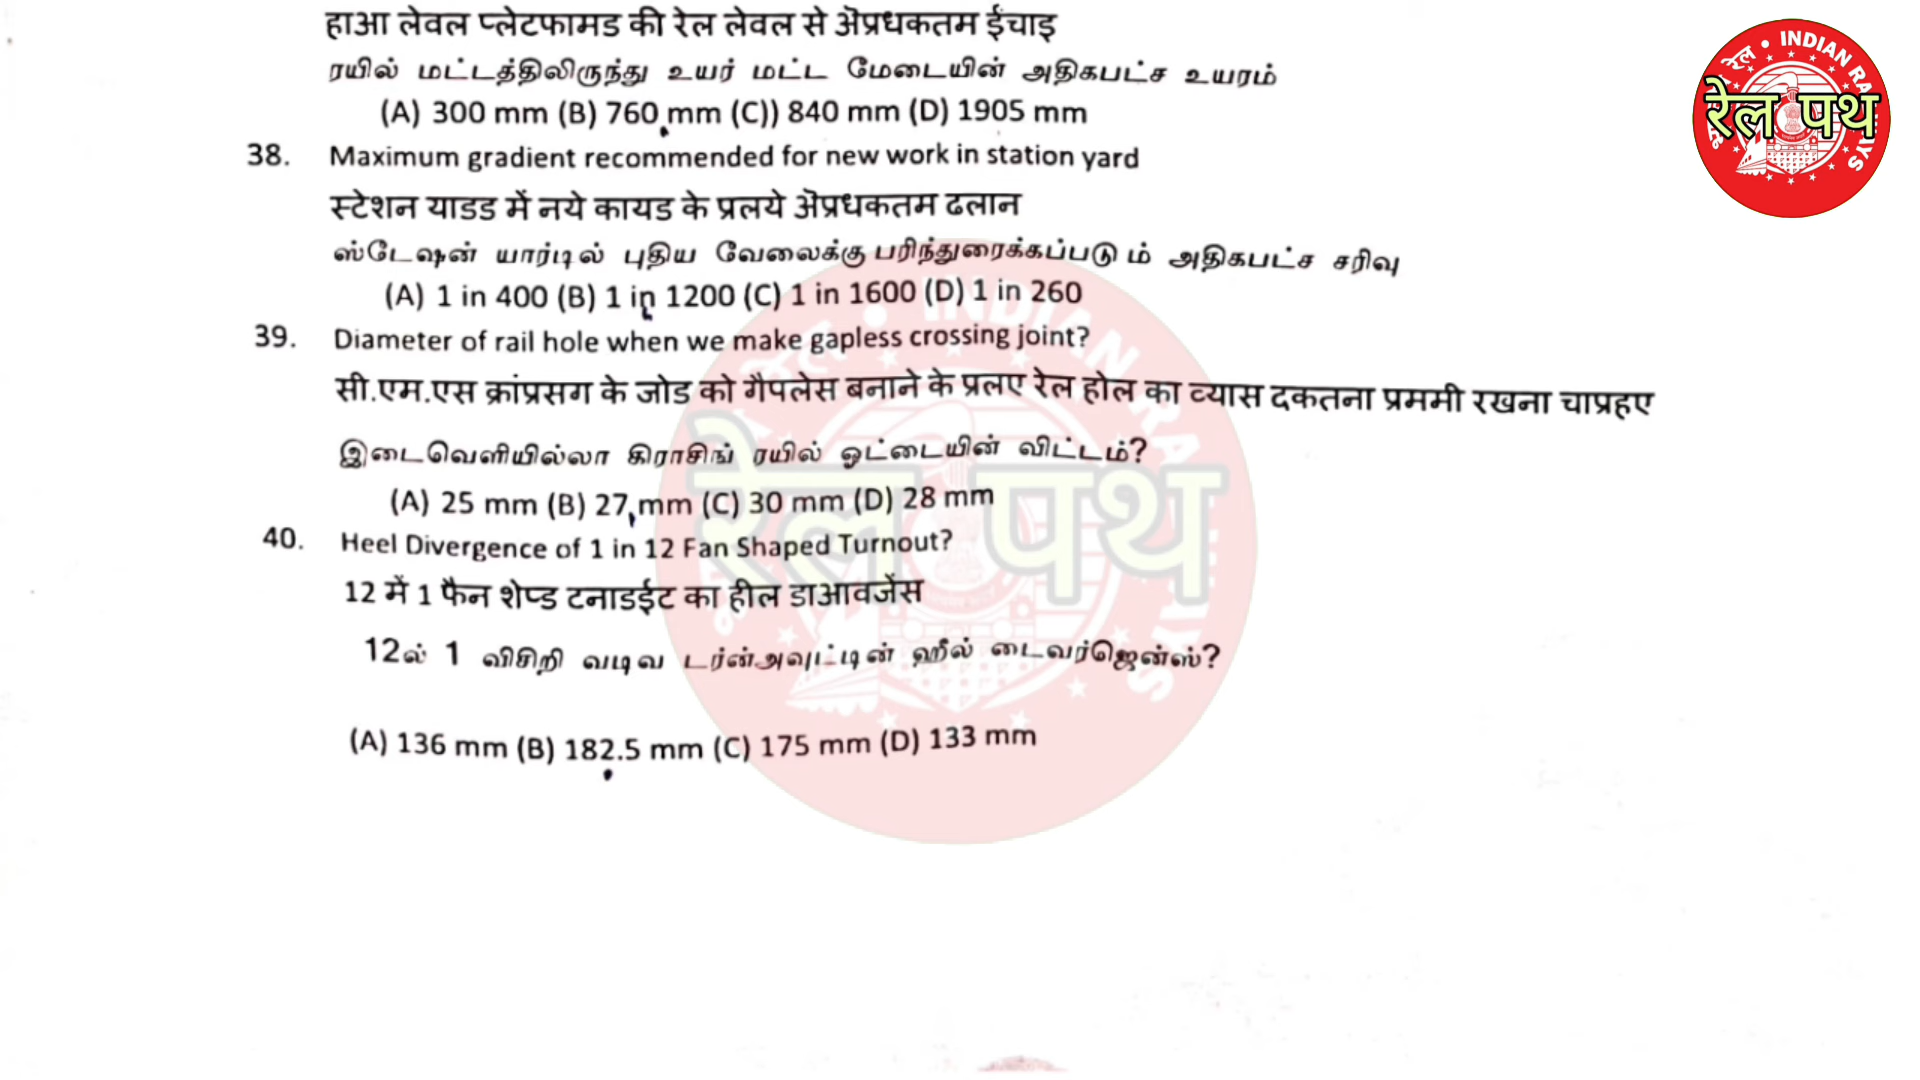 हाआ लेवल प्लेटफामड की रेल लेवल से ऄप्रधकतम ईंचाइ
ரயில் மட்டத்திலிருந்து உயர் மட்ட மேடையின் அதிகபட்ச உயரம்
(A) 300 mm (B) 760 mm (C)) 840 mm (D) 1905 mm
38. Maximum gradient recommended for new work in station yard
स्टेशन याडड में नये कायड के प्रलये ऄप्रधकतम ढलान
ஸ்டேஷன் யார்டில் புதிய வேலைக்கு பரிந்துரைக்கப்படு ம் அதிகபட்ச சரிவு
(A) 1 in 400 (B) 1 in 1200 (C) 1 in 1600 (D) 1 in 260
39. Diameter of rail hole when we make gapless crossing joint?
सी.एम.एस क्रांप्रसग के जोड को गैपलेस बनाने के प्रलए रेल होल का व्यास दकतना प्रममी रखना चाप्रहए
இடைவெளியில்லா கிராசிங் ரயில் ஓட்டையின் விட்டம்?
(A) 25 mm (B) 27 mm (C) 30 mm (D) 28 mm
40. Heel Divergence of 1 in 12 Fan Shaped Turnout?
12 में 1 फैन शेप्ड टनाडईट का हील डाआवजेंस
12ல் 1 விசிறி வடிவ டர்ன்அவுட்டின் ஹீல் டைவர்ஜென்ஸ்?
(A) 136 mm (B) 182.5 mm (C) 175 mm (D) 133 mm
रेल पथ
INDIAN RAILWAYS
रेल पथ